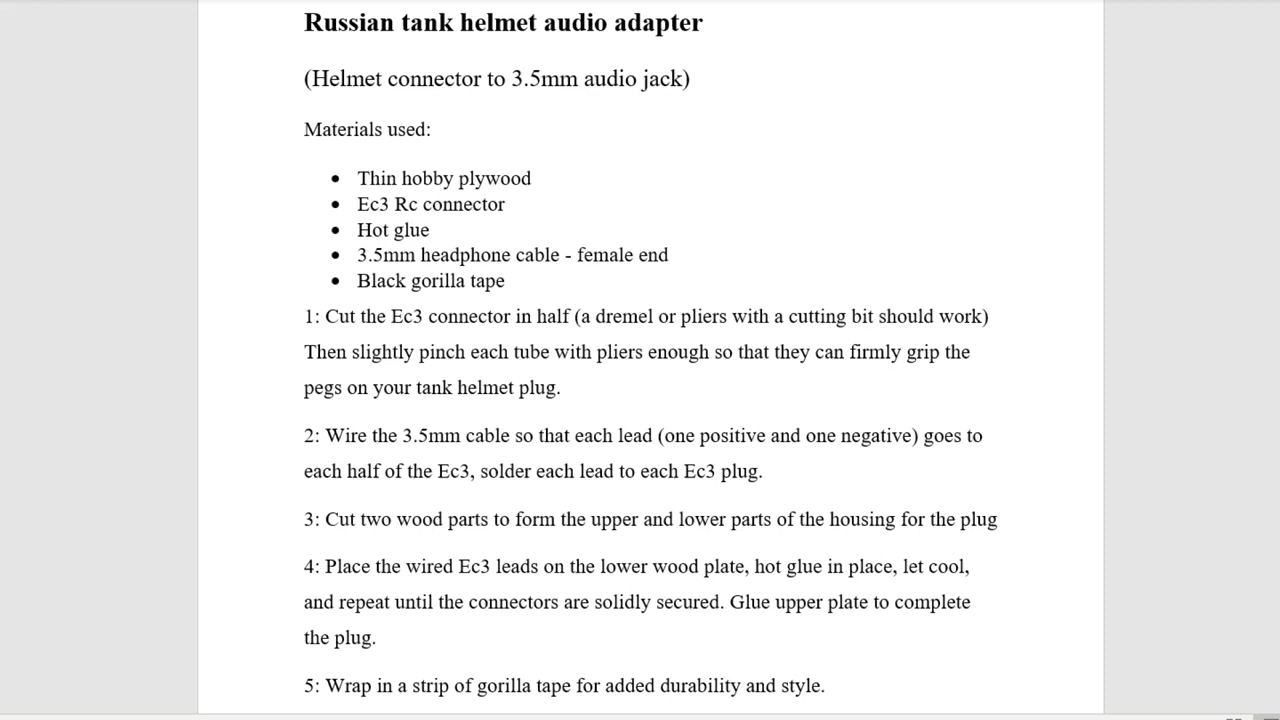 Russian tank helmet audio adapter
(Helmet connector to 3.5mm audio jack)
Materials used:
• Thin hobby plywood
• Ec3 Rc connector
• Hot glue
• 3.5mm headphone cable - female end
• Black gorilla tape
1: Cut the Ec3 connector in half (a dremel or pliers with a cutting bit should work)
Then slightly pinch each tube with pliers enough so that they can firmly grip the
pegs on your tank helmet plug.
2: Wire the 3.5mm cable so that each lead (one positive and one negative) goes to
each half of the Ec3, solder each lead to each Ec3 plug.
3: Cut two wood parts to form the upper and lower parts of the housing for the plug
4: Place the wired Ec3 leads on the lower wood plate, hot glue in place, let cool,
and repeat until the connectors are solidly secured. Glue upper plate to complete
the plug.
5: Wrap in a strip of gorilla tape for added durability and style.